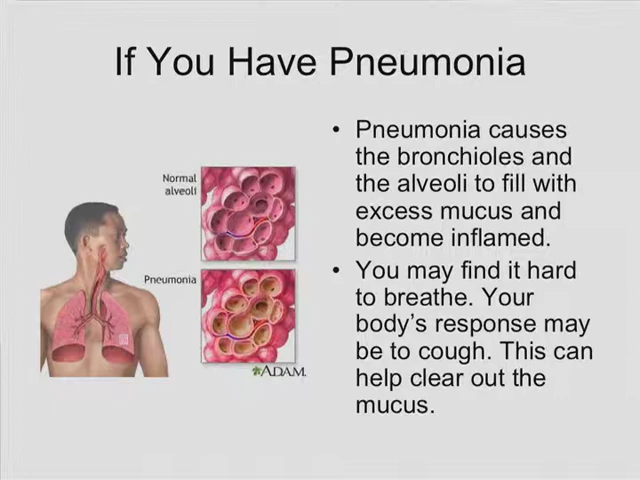 If You Have Pneumonia
Normal
alveoli
Pneumonia
ADAM.
• Pneumonia causes
the bronchioles and
the alveoli to fill with
excess mucus and
become inflamed.
• You may find it hard
to breathe. Your
body's response may
be to cough. This can
help clear out the
mucus.